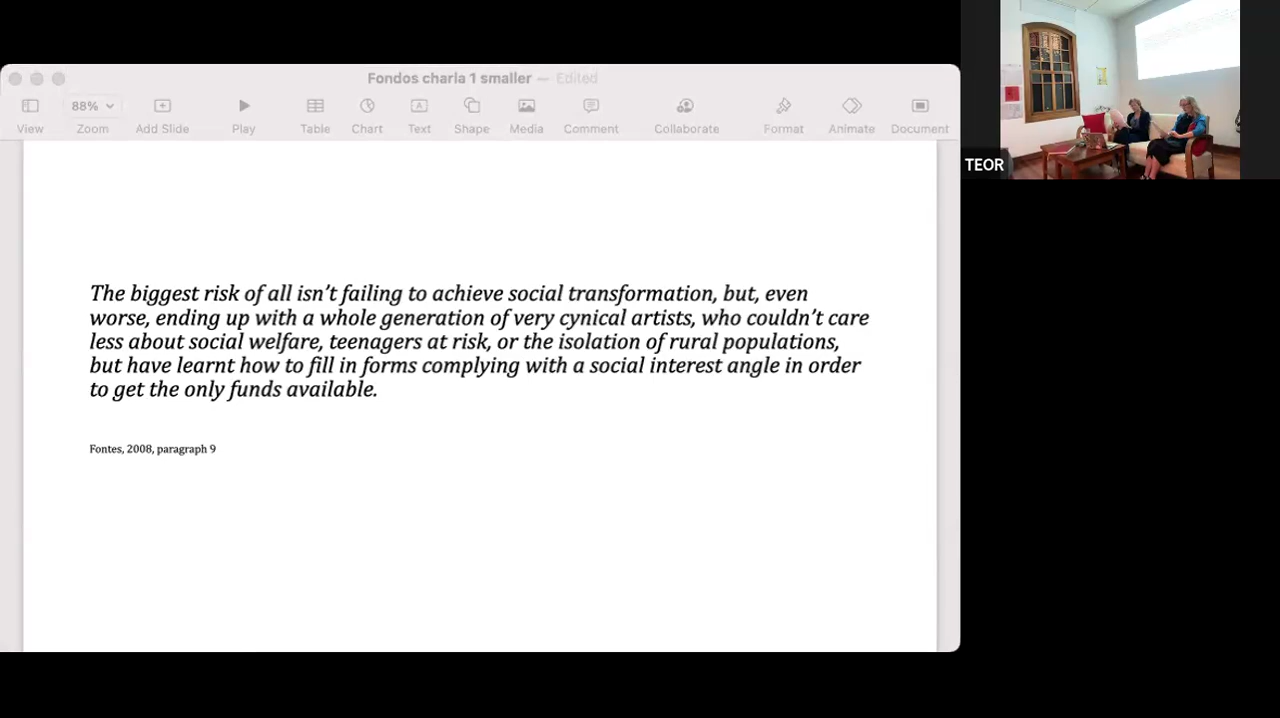 Fondos charla 1 smaller — Edited
88%
View
Zoom
Add Slide
Play
Table
Chart
Text
Shape
Media
Comment
Collaborate
Format
Animate
Document
TEOR
The biggest risk of all isn't failing to achieve social transformation, but, even
worse, ending up with a whole generation of very cynical artists, who couldn't care
less about social welfare, teenagers at risk, or the isolation of rural populations,
but have learnt how to fill in forms complying with a social interest angle in order
to get the only funds available.
Fontes, 2008, paragraph 9